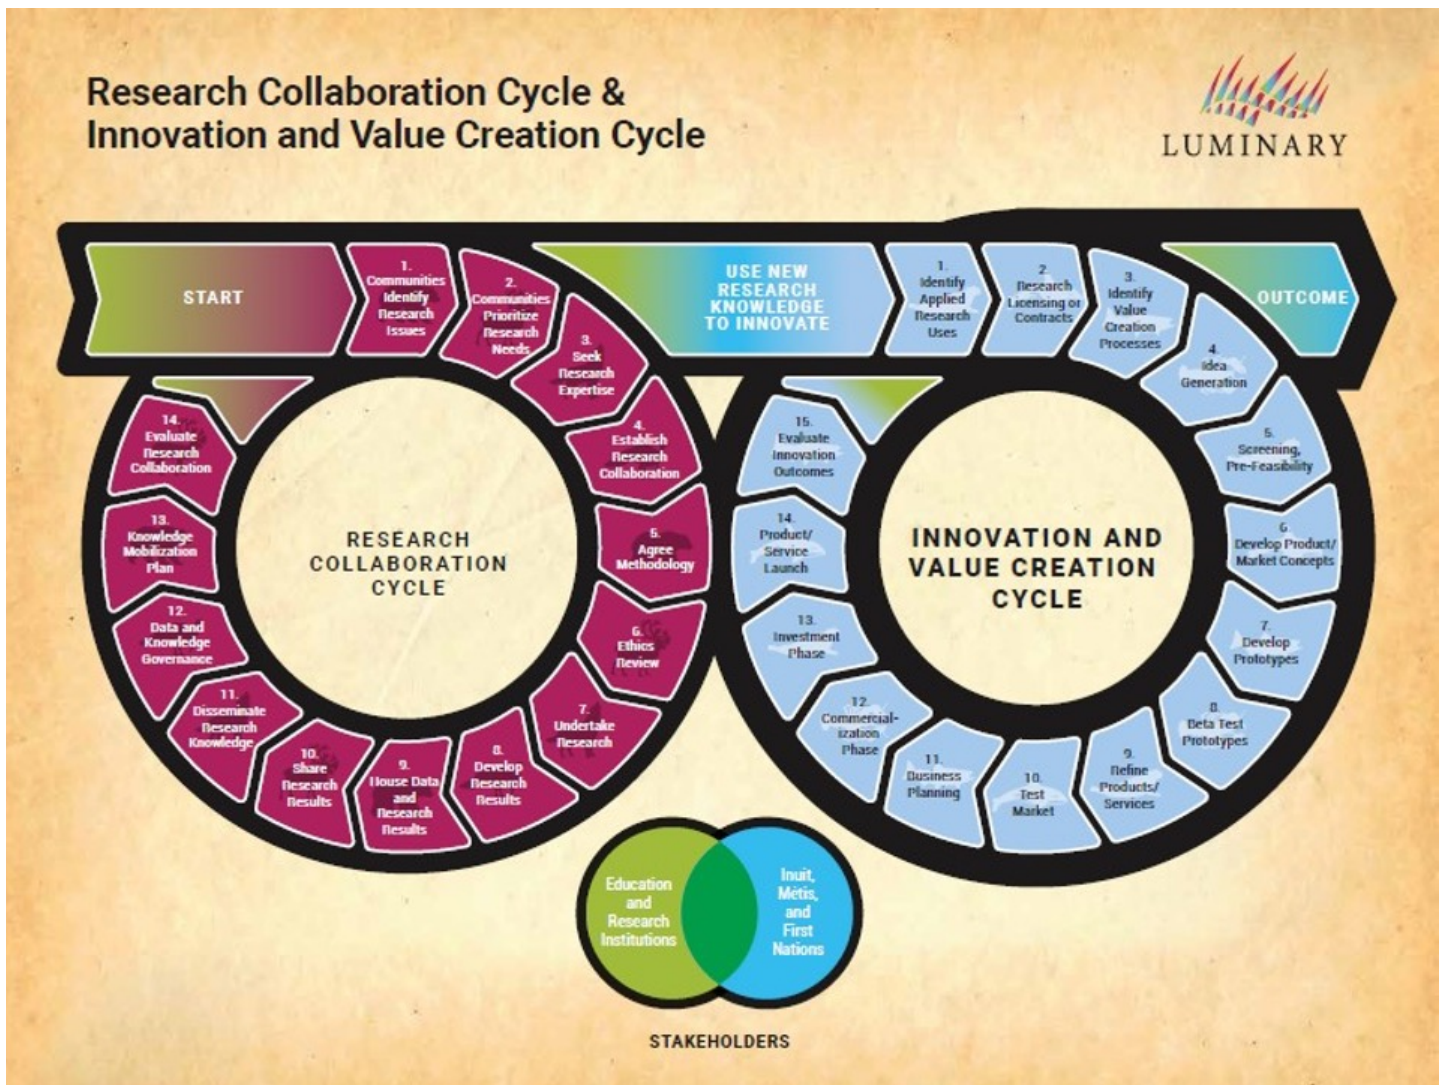 Research Collaboration Cycle &
Innovation and Value Creation Cycle
LUMINARY
START
1.
Communities
Identify
Research
Issues
2.
Communities
Prioritize
Research
Needs
3.
Seek
Research
Expertise
4.
Establish
Research
Collaboration
5.
Agree
Methodology
6.
Ethics
Review
7.
Undertake
Research
8.
Develop
Research
Results
9.
House Data
and
Research
Results
10.
Share
Research
Results
11.
Disseminate
Research
Knowledge
12.
Data and
Knowledge
Governance
13.
Knowledge
Mobilization
Plan
14.
Evaluate
Research
Collaboration
RESEARCH
COLLABORATION
CYCLE
USE NEW
RESEARCH
KNOWLEDGE
TO INNOVATE
1.
Identify
Applied
Research
Uses
2.
Research
Licensing or
Contracts
3.
Identify
Value
Creation
Processes
4.
Idea
Generation
5.
Screening,
Pre-Feasibility
6.
Develop Product/
Market Concepts
7.
Develop
Prototypes
8.
Beta Test
Prototypes
9.
Refine
Products/
Services
10.
Test
Market
11.
Business
Planning
12.
Commercial-
ization
Phase
13.
Investment
Phase
14.
Product/
Service
Launch
15.
Evaluate
Innovation
Outcomes
INNOVATION AND
VALUE CREATION
CYCLE
OUTCOME
Education
and
Research
Institutions
Inuit,
Métis,
and
First
Nations
STAKEHOLDERS